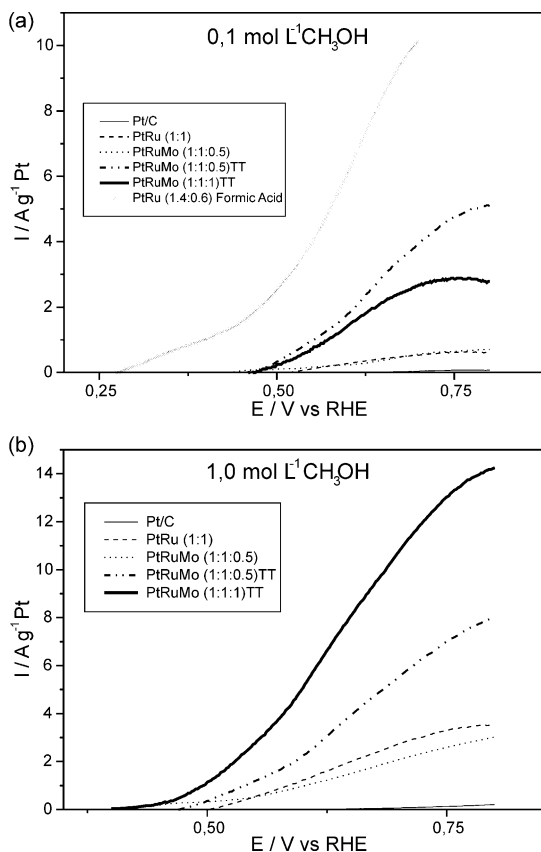 (a)
0,1 mol L⁻¹CH₃OH
10
8
6
4
2
0
I / A g⁻¹ Pt
Pt/C
PtRu (1:1)
PtRuMo (1:1:0.5)
PtRuMo (1:1:0.5)TT
PtRuMo (1:1:1)TT
PtRu (1.4:0.6) Formic Acid
0,25
0,50
0,75
E / V vs RHE
(b)
1,0 mol L⁻¹CH₃OH
14
12
10
8
6
4
2
0
I / A g⁻¹Pt
Pt/C
PtRu (1:1)
PtRuMo (1:1:0.5)
PtRuMo (1:1:0.5)TT
PtRuMo (1:1:1)TT
0,50
0,75
E / V vs RHE